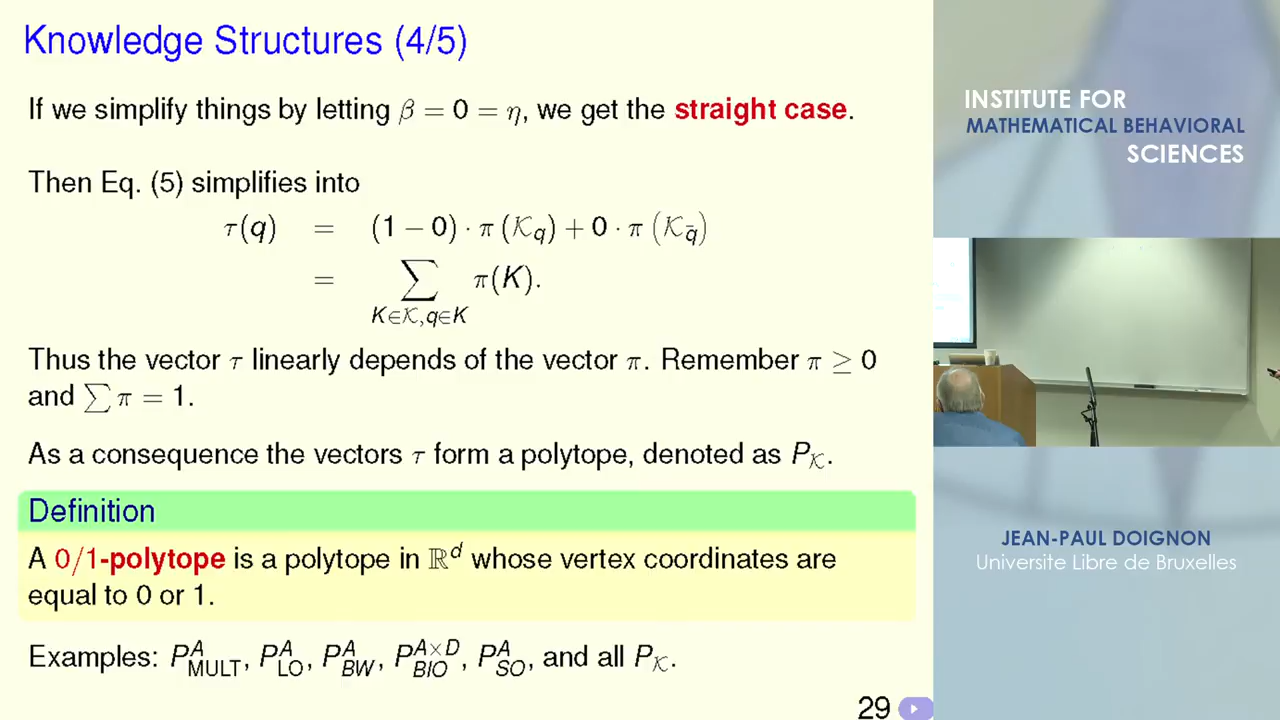 Knowledge Structures (4/5)
If we simplify things by letting β = 0 = η, we get the straight case.
Then Eq. (5) simplifies into
τ(q) = (1 − 0) · π (𝒦_q) + 0 · π (𝒦_q̄)
= ∑_{K∈𝒦,q∈K} π(K).
Thus the vector τ linearly depends of the vector π. Remember π ≥ 0
and ∑ π = 1.
As a consequence the vectors τ form a polytope, denoted as P_𝒦.
Definition
A 0/1-polytope is a polytope in ℝ^d whose vertex coordinates are
equal to 0 or 1.
Examples: P^A_MULT, P^A_LO, P^A_BW, P^{A×D}_BIO, P^A_SO, and all P_𝒦.
29
INSTITUTE FOR
MATHEMATICAL BEHAVIORAL
SCIENCES
JEAN-PAUL DOIGNON
Universite Libre de Bruxelles